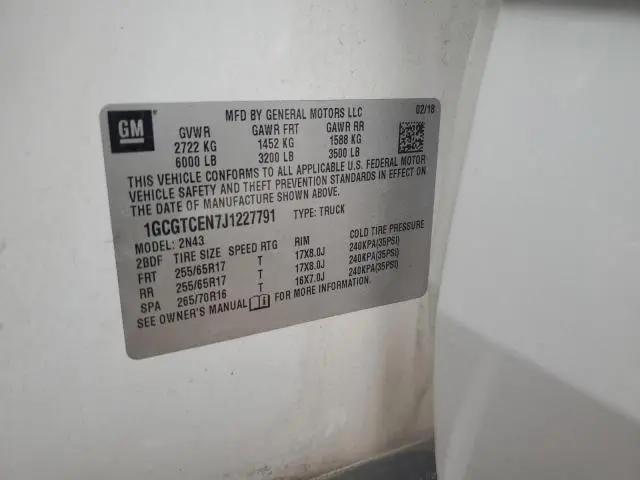 GM
MFD BY GENERAL MOTORS LLC 02/18
GVWR GAWR FRT GAWR RR
2722 KG 1452 KG 1588 KG
6000 LB 3200 LB 3500 LB
THIS VEHICLE CONFORMS TO ALL APPLICABLE U.S. FEDERAL MOTOR
VEHICLE SAFETY AND THEFT PREVENTION STANDARDS IN EFFECT ON
THE DATE OF MANUFACTURE SHOWN ABOVE.
1GCGTCEN7J1227791 TYPE: TRUCK
MODEL: 2N43
2BDF TIRE SIZE SPEED RTG RIM COLD TIRE PRESSURE
FRT 255/65R17 T 17X8.0J 240KPA(35PSI)
RR 255/65R17 T 17X8.0J 240KPA(35PSI)
SPA 265/70R16 T 16X7.0J 240KPA(35PSI)
SEE OWNER'S MANUAL FOR MORE INFORMATION.